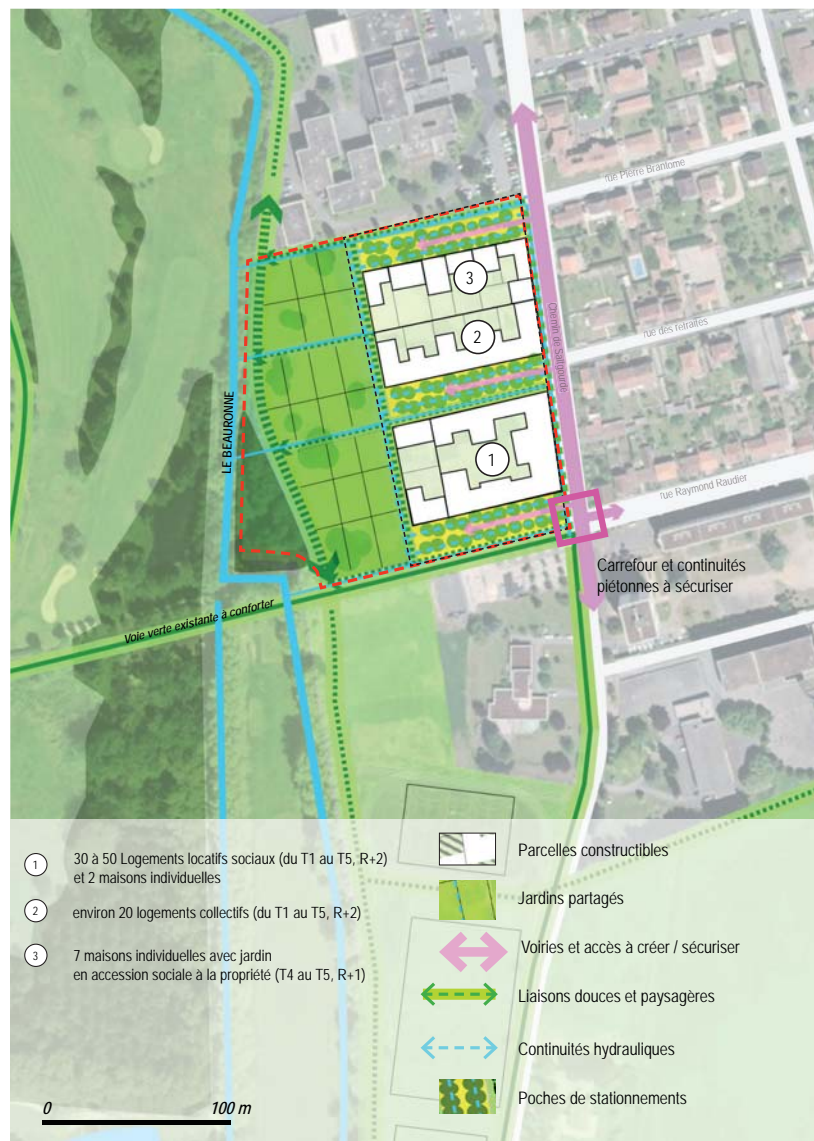 rue Pierre Brantome
3
Chemin de Saltgourde
rue des retraités
2
LE BEAURONNE
1
rue Raymond Raudier
Carrefour et continuités
piétonnes à sécuriser
Voie verte existante à conforter
1
30 à 50 Logements locatifs sociaux (du T1 au T5, R+2)
et 2 maisons individuelles
2
environ 20 logements collectifs (du T1 au T5, R+2)
3
7 maisons individuelles avec jardin
en accession sociale à la propriété (T4 au T5, R+1)
Parcelles constructibles
Jardins partagés
Voiries et accès à créer / sécuriser
Liaisons douces et paysagères
Continuités hydrauliques
Poches de stationnements
0 100 m